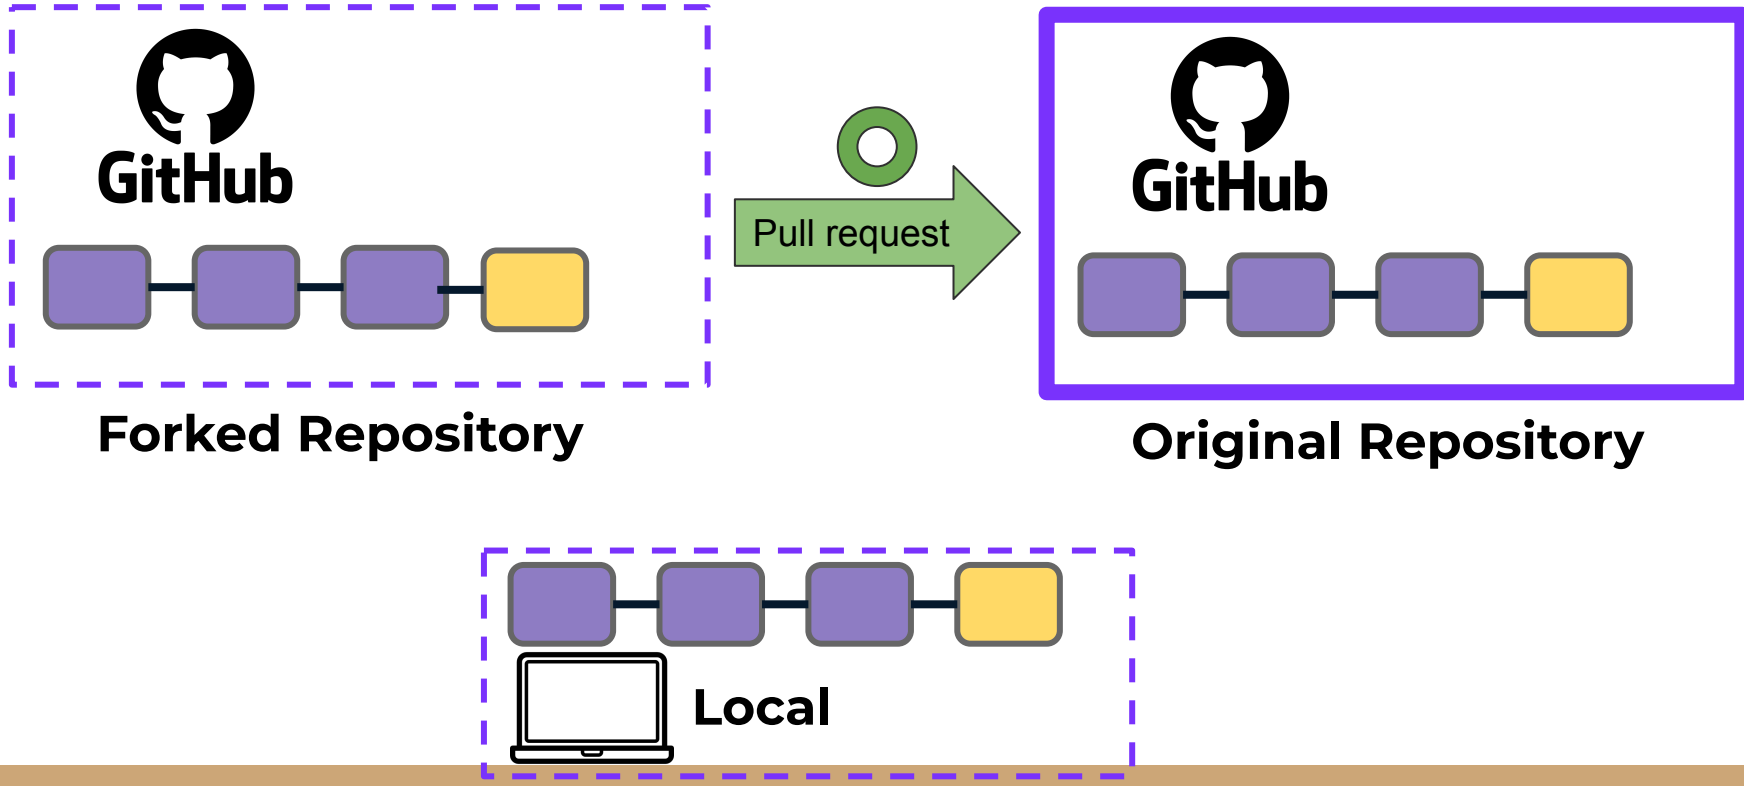 GitHub
GitHub
Pull request
Forked Repository
Original Repository
Local